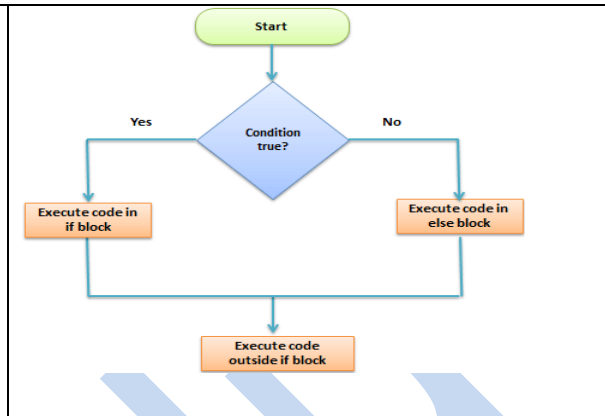 Start
Condition
true?
Yes
No
Execute code in
if block
Execute code in
else block
Execute code
outside if block